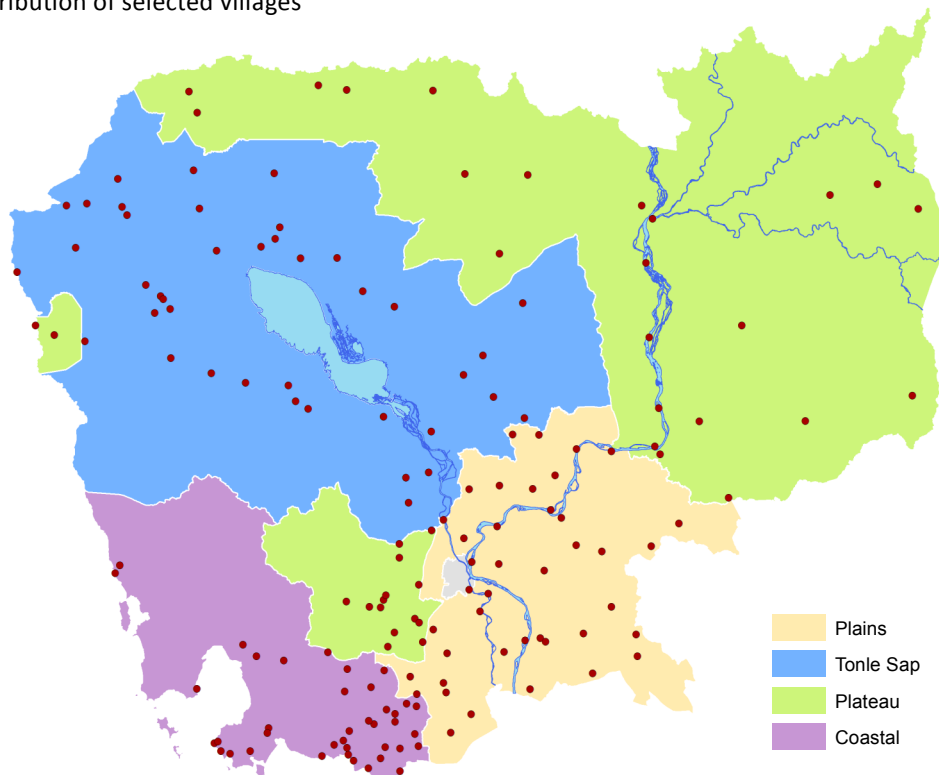 of selected villages
Plains
Tonle Sap
Plateau
Coastal